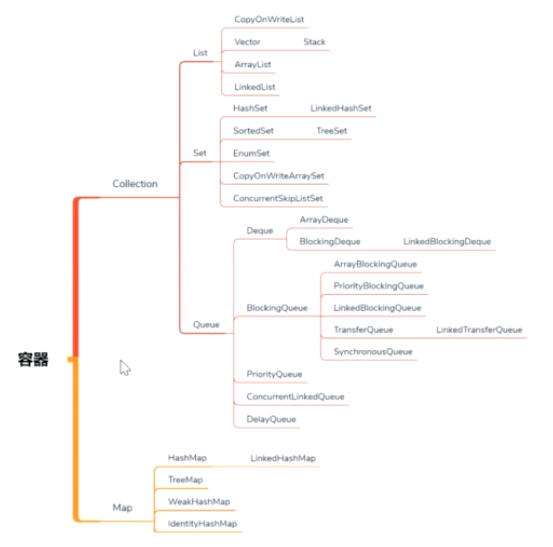 CopyOnWriteList
Vector Stack
List
ArrayList
LinkedList
HashSet LinkedHashSet
SortedSet TreeSet
Set
EnumSet
CopyOnWriteArraySet
Collection
ConcurrentSkipListSet
ArrayDeque
Deque
BlockingDeque LinkedBlockingDeque
ArrayBlockingQueue
PriorityBlockingQueue
BlockingQueue
LinkedBlockingQueue
Queue
TransferQueue LinkedTransferQueue
SynchronousQueue
容器
PriorityQueue
ConcurrentLinkedQueue
DelayQueue
HashMap LinkedHashMap
TreeMap
WeakHashMap
Map
IdentityHashMap